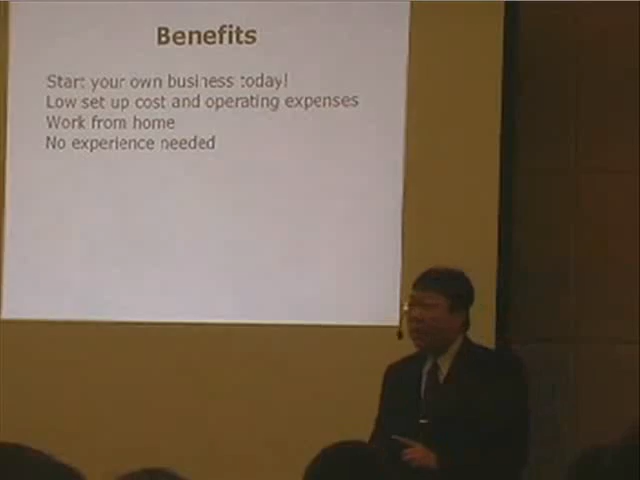 Benefits
Start your own business today!
Low set up cost and operating expenses
Work from home
No experience needed